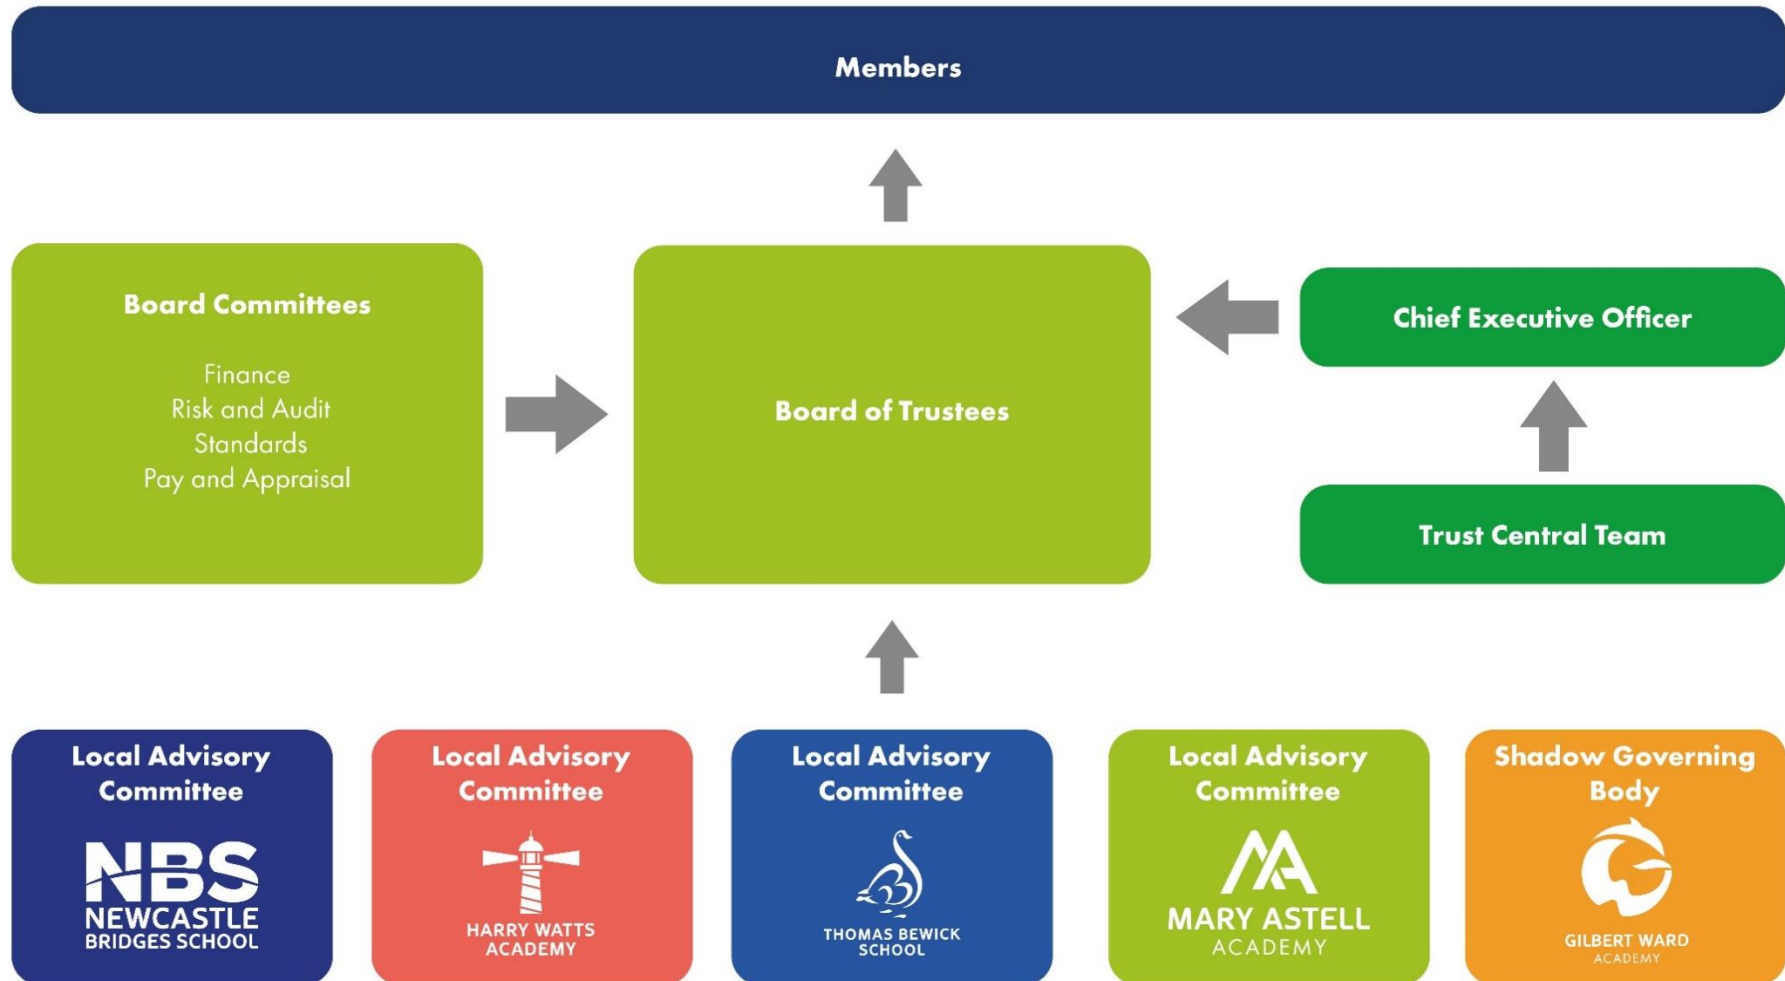 Members
Board Committees
Finance
Risk and Audit
Standards
Pay and Appraisal
Board of Trustees
Chief Executive Officer
Trust Central Team
Local Advisory
Committee
NBS
NEWCASTLE
BRIDGES SCHOOL
Local Advisory
Committee
HARRY WATTS
ACADEMY
Local Advisory
Committee
THOMAS BEWICK
SCHOOL
Local Advisory
Committee
MA
MARY ASTELL
ACADEMY
Shadow Governing
Body
GILBERT WARD
ACADEMY